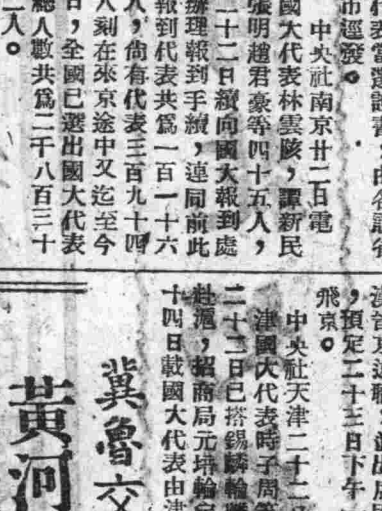 市逕發。
中央社南京廿二日電
國大代表林雲陔,譚新民
張明趙君豪等四十五人,
二十二日續向國大報到處
辦理報到手續,連同前此
報到代表共爲一百一十六
人,尙有代表三百九十四
人刻在來京途中又迄至今
日,全國已選出國大代表
總人數共爲二千八百三十
二人。
,預定二十三日下午
飛京。
中央社天津二十二
津國大代表時子周等
二十二日已搭錫麟輪
赴滬,招商局元培輪
十四日載國大代表由津
冀魯交
黃河